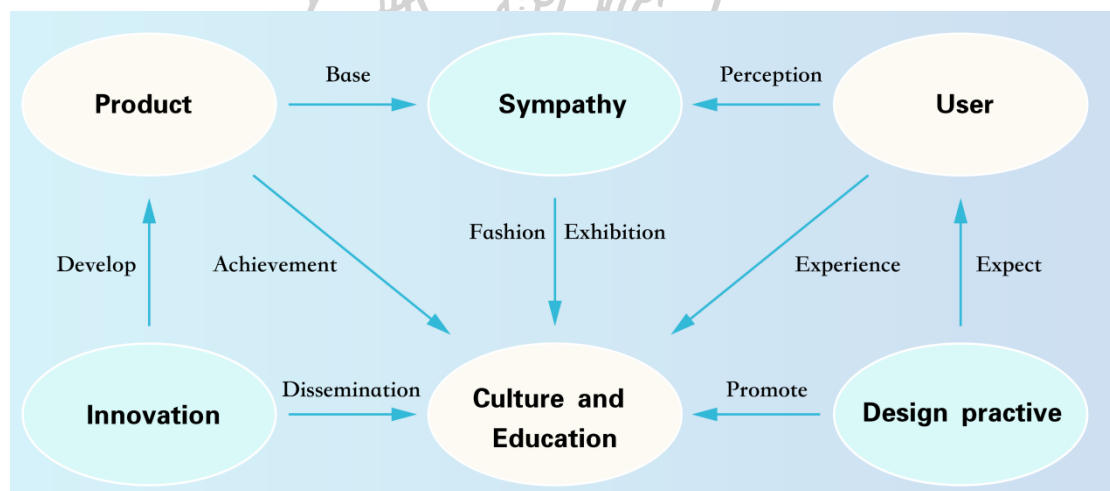 Base
Perception
Product
Sympathy
User
Fashion
Exhibition
Develop
Achievement
Experience
Expect
Dissemination
Promote
Innovation
Culture and
Education
Design practive